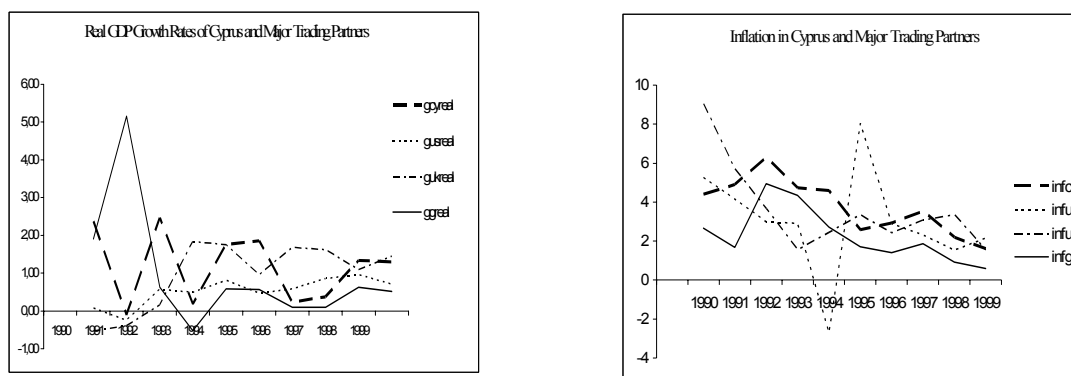 Real GDP Growth Rates of Cyprus and Major Trading Partners
6,00
5,00
4,00
3,00
2,00
1,00
0,00
-1,00
1990 1991 1992 1993 1994 1995 1996 1997 1998 1999
gcyreal
gusreal
gukreal
ggreal
Inflation in Cyprus and Major Trading Partners
10
8
6
4
2
0
-2
-4
1990 1991 1992 1993 1994 1995 1996 1997 1998 1999
infc
infu
infu
infg